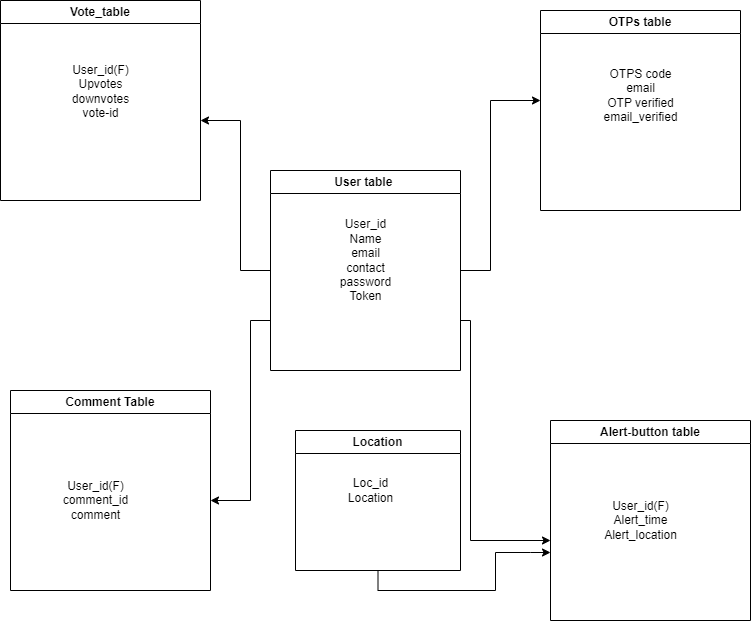 Vote_table
User_id(F)
Upvotes
downvotes
vote-id
OTPs table
OTPS code
email
OTP verified
email_verified
User table
User_id
Name
email
contact
password
Token
Comment Table
User_id(F)
comment_id
comment
Location
Loc_id
Location
Alert-button table
User_id(F)
Alert_time
Alert_location